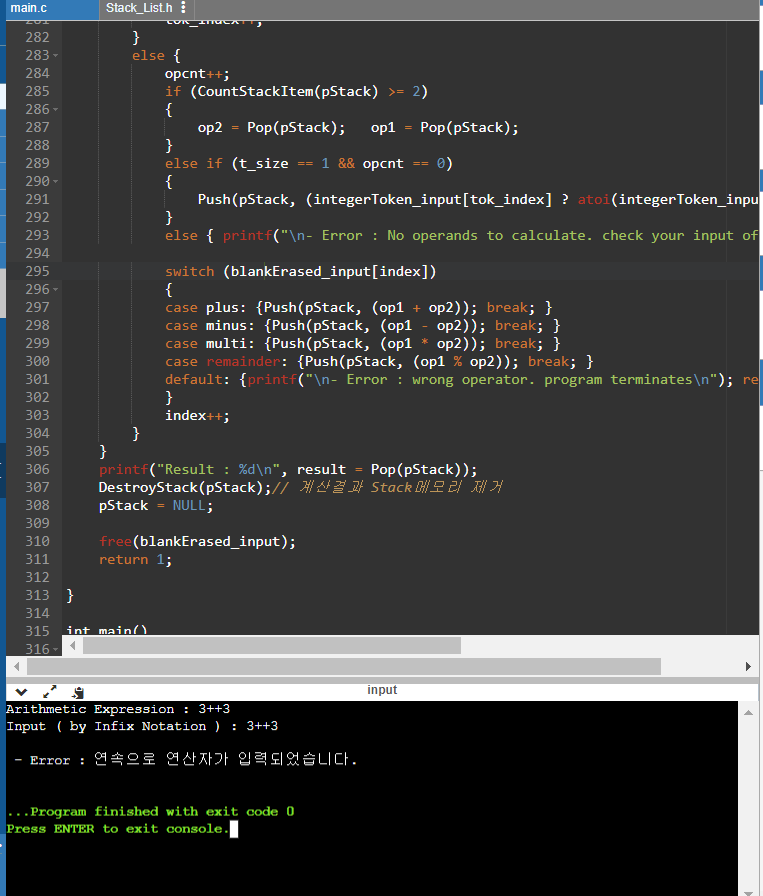 main.c Stack_List.h
281 tok_index++;
282 }
283 else {
284 opcnt++;
285 if (CountStackItem(pStack) >= 2)
286 {
287 op2 = Pop(pStack); op1 = Pop(pStack);
288 }
289 else if (t_size == 1 && opcnt == 0)
290 {
291 Push(pStack, (integerToken_input[tok_index] ? atoi(integerToken_inpu
292 }
293 else { printf("\n- Error : No operands to calculate. check your input of
294
295 switch (blankErased_input[index])
296 {
297 case plus: {Push(pStack, (op1 + op2)); break; }
298 case minus: {Push(pStack, (op1 - op2)); break; }
299 case multi: {Push(pStack, (op1 * op2)); break; }
300 case remainder: {Push(pStack, (op1 % op2)); break; }
301 default: {printf("\n- Error : wrong operator. program terminates\n"); re
302 }
303 index++;
304 }
305 }
306 printf("Result : %d\n", result = Pop(pStack));
307 DestroyStack(pStack);// 계산결과 Stack메모리 제거
308 pStack = NULL;
309
310 free(blankErased_input);
311 return 1;
312
313 }
314
315 int main()
316
input
Arithmetic Expression : 3++3
Input ( by Infix Notation ) : 3++3
- Error : 연속으로 연산자가 입력되었습니다.
...Program finished with exit code 0
Press ENTER to exit console.